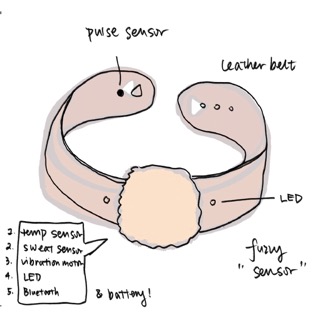 pulse sensor
leather belt
LED
1. temp sensor
2. sweat sensor
3. vibration motor
4. LED
5. Bluetooth
& battery!
fuzzy
"sensor"